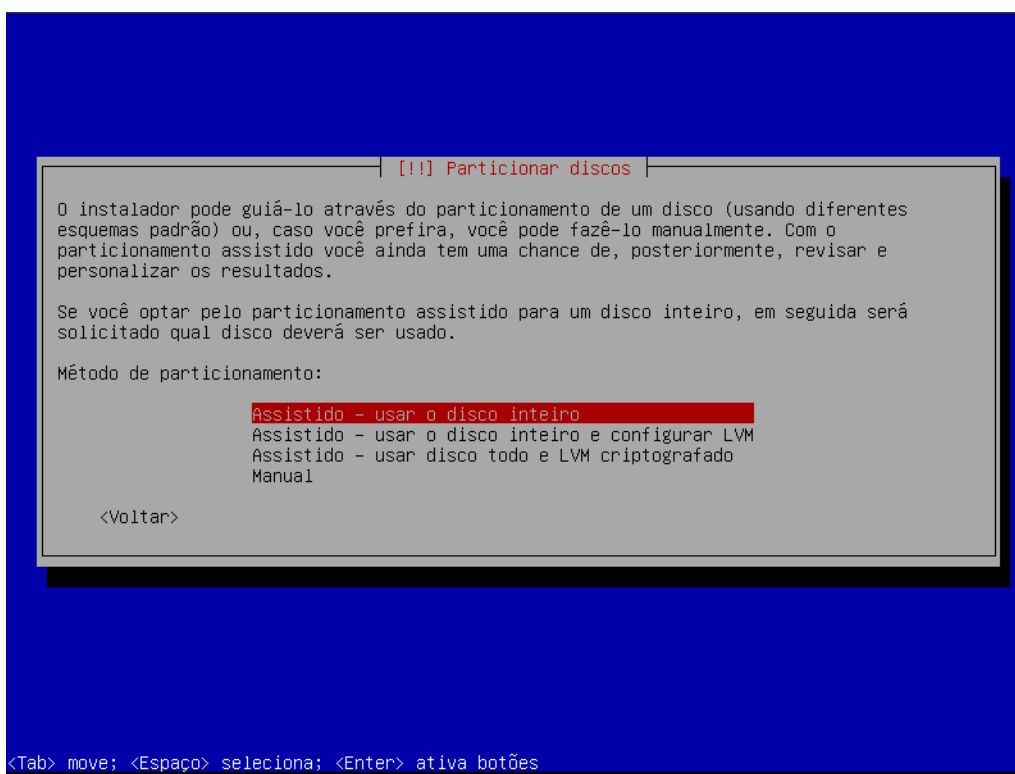 [!!] Particionar discos
O instalador pode guiá-lo através do particionamento de um disco (usando diferentes
esquemas padrão) ou, caso você prefira, você pode fazê-lo manualmente. Com o
particionamento assistido você ainda tem uma chance de, posteriormente, revisar e
personalizar os resultados.
Se você optar pelo particionamento assistido para um disco inteiro, em seguida será
solicitado qual disco deverá ser usado.
Método de particionamento:
Assistido – usar o disco inteiro
Assistido – usar o disco inteiro e configurar LVM
Assistido – usar disco todo e LVM criptografado
Manual
<Voltar>
<Tab> move; <Espaço> seleciona; <Enter> ativa botões